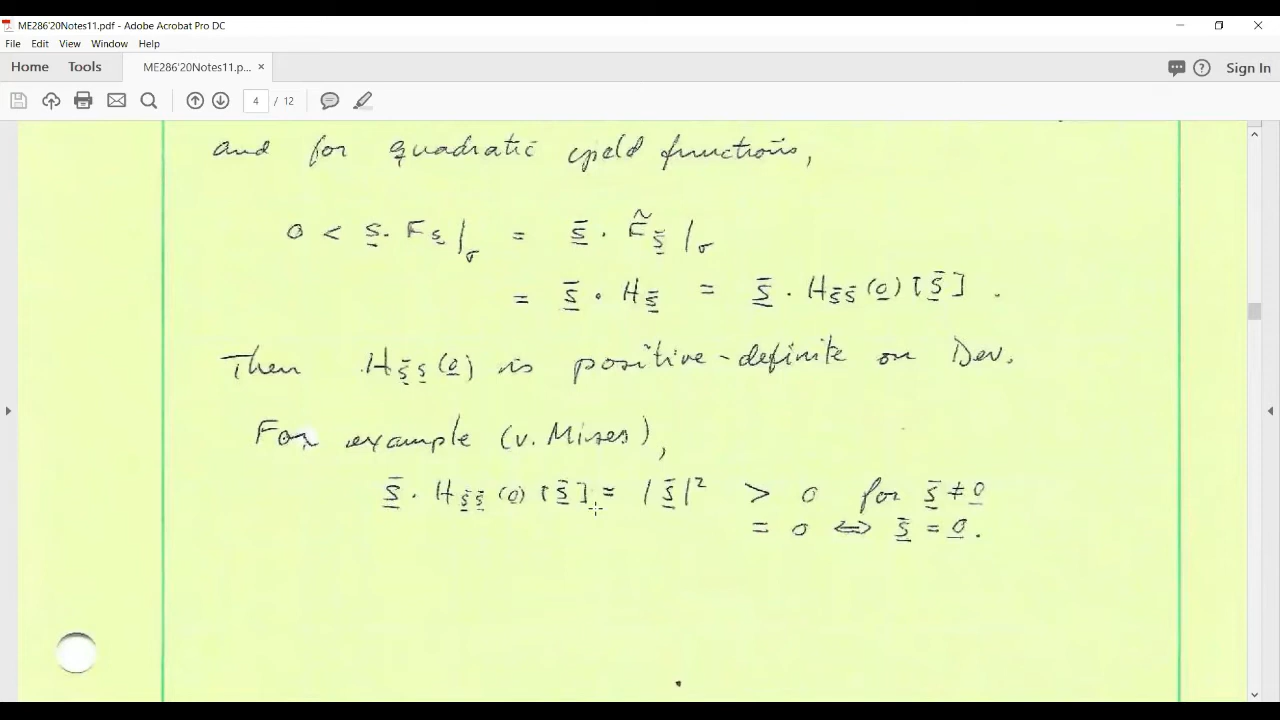 ME286'20Notes11.pdf - Adobe Acrobat Pro DC
File Edit View Window Help
Home Tools ME286'20Notes11.p... × Sign In
4 / 12
and for quadratic yield functions,
0 < S̲ · F_S̲ |_σ = S̲̄ · F̃_S̲̄ |_σ
= S̲̄ · H_S̲̄ = S̲̄ · H_S̲̄S̲̄ (0̲) [S̲̄] .
Then H_S̲̄S̲ (0̲) is positive-definite on Dev.
For example (v. Mises),
S̲̄ · H_S̲̄S̲̄ (0) [S̲̄] = |S̲̄|² > 0 for S̲̄ ≠ 0̲
= 0 ⇔ S̲̄ = 0̲.